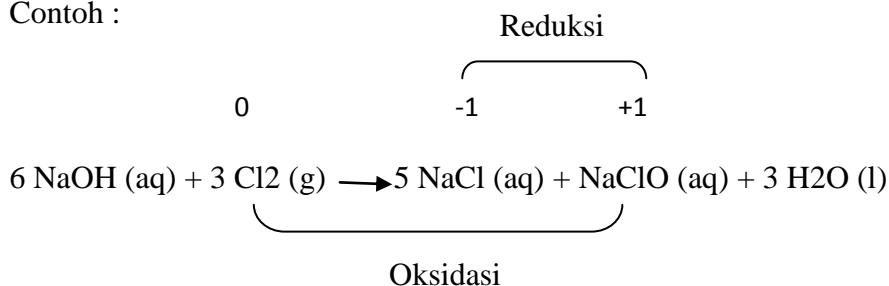 Contoh :
Reduksi
0 -1 +1
6 NaOH (aq) + 3 Cl2 (g) → 5 NaCl (aq) + NaClO (aq) + 3 H2O (l)
Oksidasi